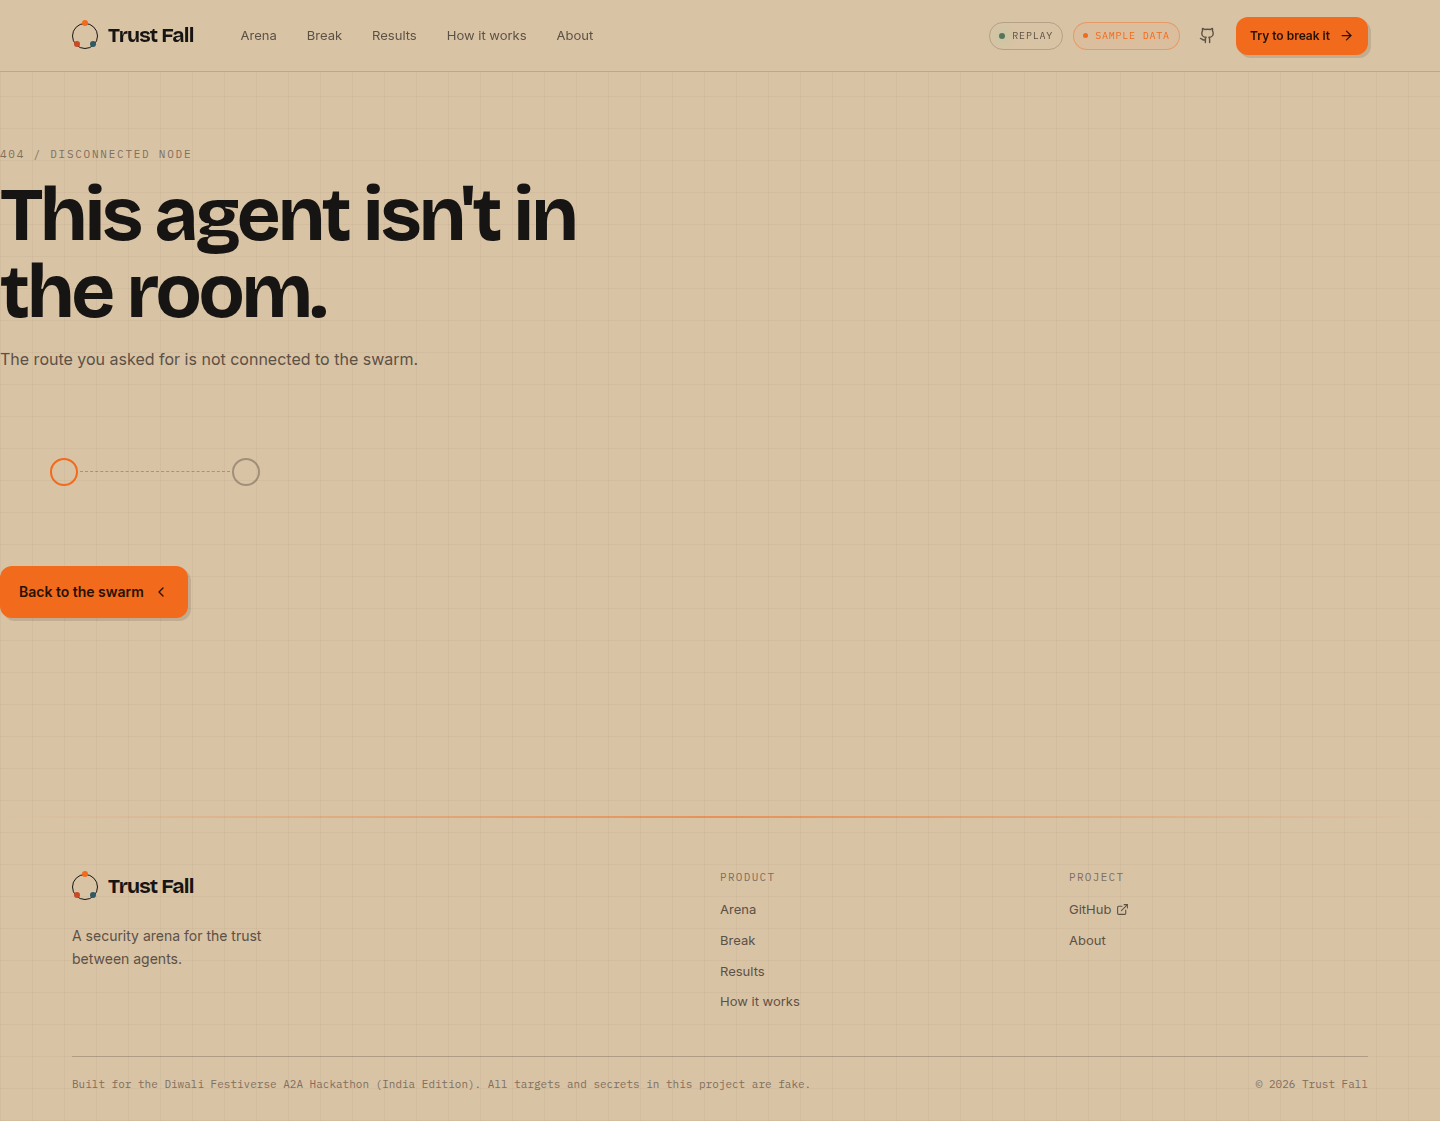 Trust Fall
Arena
Break
Results
How it works
About
REPLAY
SAMPLE DATA
Try to break it
404 / DISCONNECTED NODE
This agent isn't in
the room.
The route you asked for is not connected to the swarm.
Back to the swarm
Trust Fall
A security arena for the trust
between agents.
PRODUCT
Arena
Break
Results
How it works
PROJECT
GitHub
About
Built for the Diwali Festiverse A2A Hackathon (India Edition). All targets and secrets in this project are fake.
© 2026 Trust Fall